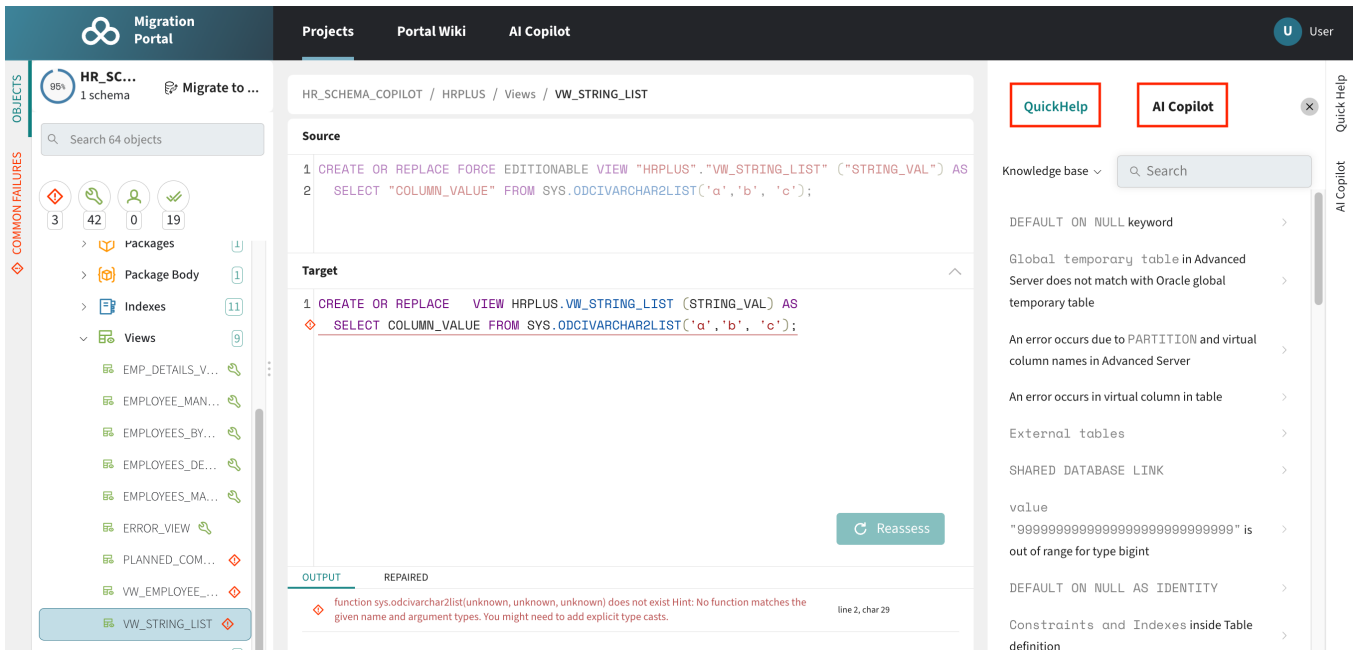 Migration
Portal
Projects
Portal Wiki
AI Copilot
U
User
OBJECTS
COMMON FAILURES
95%
HR_SC...
1 schema
Migrate to ...
Search 64 objects
3
42
0
19
Packages
1
Package Body
1
Indexes
11
Views
9
EMP_DETAILS_V...
EMPLOYEE_MAN...
EMPLOYEES_BY...
EMPLOYEES_DE...
EMPLOYEES_MA...
ERROR_VIEW
PLANNED_COM...
VW_EMPLOYEE_...
VW_STRING_LIST
HR_SCHEMA_COPILOT / HRPLUS / Views / VW_STRING_LIST
Source
1 CREATE OR REPLACE FORCE EDITIONABLE VIEW "HRPLUS"."VW_STRING_LIST" ("STRING_VAL") AS
2 SELECT "COLUMN_VALUE" FROM SYS.ODCIVARCHAR2LIST('a','b', 'c');
Target
1 CREATE OR REPLACE   VIEW HRPLUS.VW_STRING_LIST (STRING_VAL) AS
SELECT COLUMN_VALUE FROM SYS.ODCIVARCHAR2LIST('a','b', 'c');
Reassess
OUTPUT
REPAIRED
function sys.odcivarchar2list(unknown, unknown, unknown) does not exist Hint: No function matches the
given name and argument types. You might need to add explicit type casts.
line 2, char 29
QuickHelp
AI Copilot
Knowledge base
Search
DEFAULT ON NULL keyword
Global temporary table in Advanced
Server does not match with Oracle global
temporary table
An error occurs due to PARTITION and virtual
column names in Advanced Server
An error occurs in virtual column in table
External tables
SHARED DATABASE LINK
value
"9999999999999999999999999999" is
out of range for type bigint
DEFAULT ON NULL AS IDENTITY
Constraints and Indexes inside Table
definition
Quick Help
AI Copilot